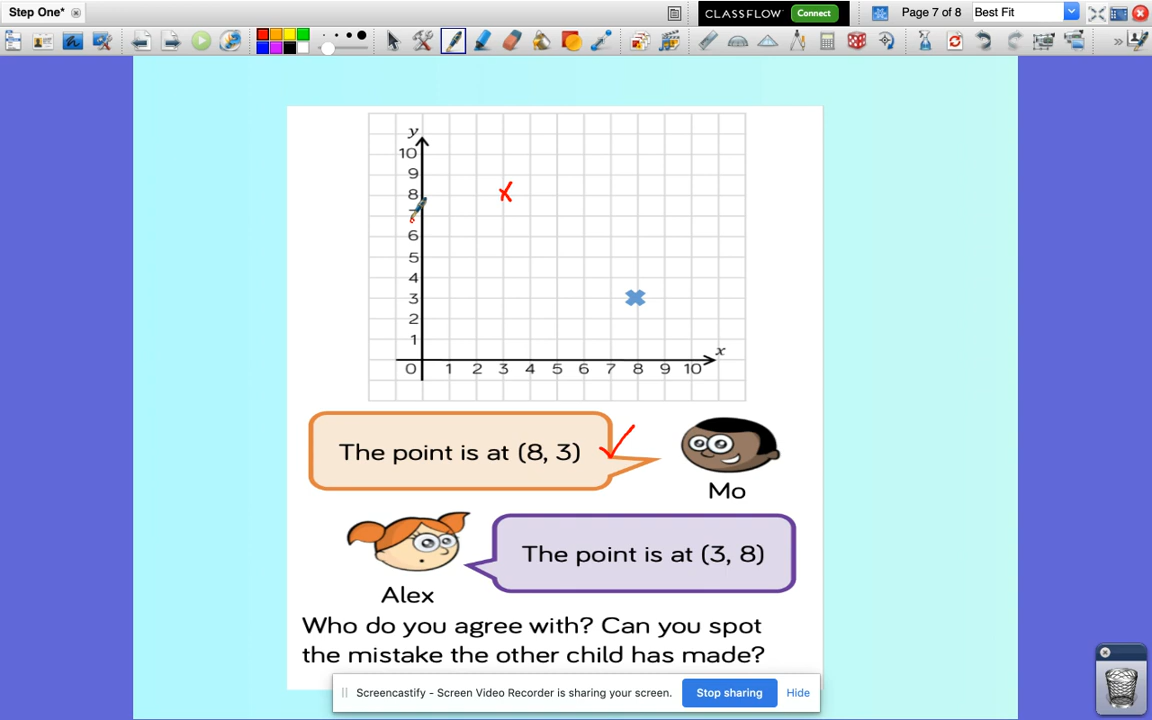 Step One*
CLASSFLOW Connect
Page 7 of 8
Best Fit
y
10
9
8
6
5
4
3
2
1
x
0 1 2 3 4 5 6 7 8 9 10
The point is at (8, 3)
Mo
The point is at (3, 8)
Alex
Who do you agree with? Can you spot
the mistake the other child has made?
Screencastify - Screen Video Recorder is sharing your screen.
Stop sharing
Hide